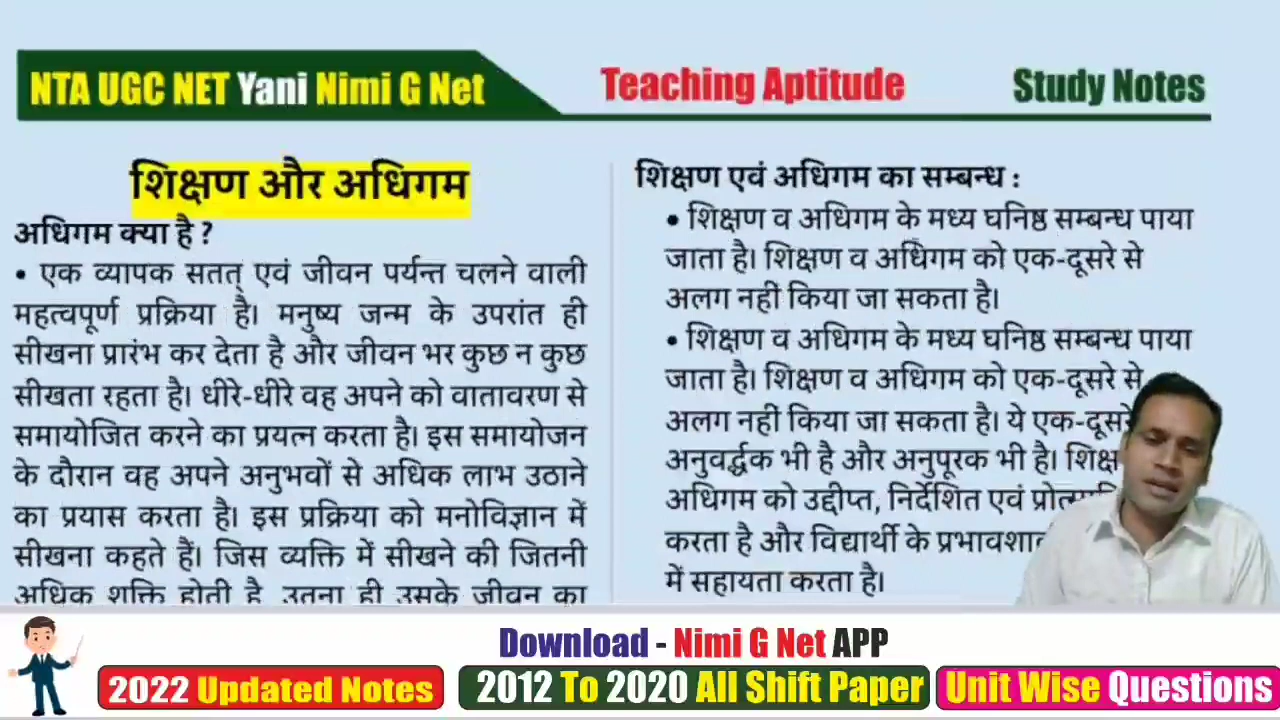 NTA UGC NET Yani Nimi G Net
Teaching Aptitude
Study Notes
शिक्षण और अधिगम
अधिगम क्या है ?
• एक व्यापक सतत् एवं जीवन पर्यन्त चलने वाली
महत्वपूर्ण प्रक्रिया है। मनुष्य जन्म के उपरांत ही
सीखना प्रारंभ कर देता है और जीवन भर कुछ न कुछ
सीखता रहता है। धीरे-धीरे वह अपने को वातावरण से
समायोजित करने का प्रयत्न करता है। इस समायोजन
के दौरान वह अपने अनुभवों से अधिक लाभ उठाने
का प्रयास करता है। इस प्रक्रिया को मनोविज्ञान में
सीखना कहते हैं। जिस व्यक्ति में सीखने की जितनी
अधिक शक्ति होती है, उतना ही उसके जीवन का
शिक्षण एवं अधिगम का सम्बन्ध :
• शिक्षण व अधिगम के मध्य घनिष्ठ सम्बन्ध पाया
जाता है। शिक्षण व अधिगम को एक-दूसरे से
अलग नहीं किया जा सकता है।
• शिक्षण व अधिगम के मध्य घनिष्ठ सम्बन्ध पाया
जाता है। शिक्षण व अधिगम को एक-दूसरे से
अलग नहीं किया जा सकता है। ये एक-दूसरे
अनुवर्द्धक भी है और अनुपूरक भी है।
अधिगम को उद्दीप्त, निर्देशित एवं
करता है और विद्यार्थी के
में सहायता करता है।
Download - Nimi G Net APP
2022 Updated Notes
2012 To 2020 All Shift Paper
Unit Wise Questions